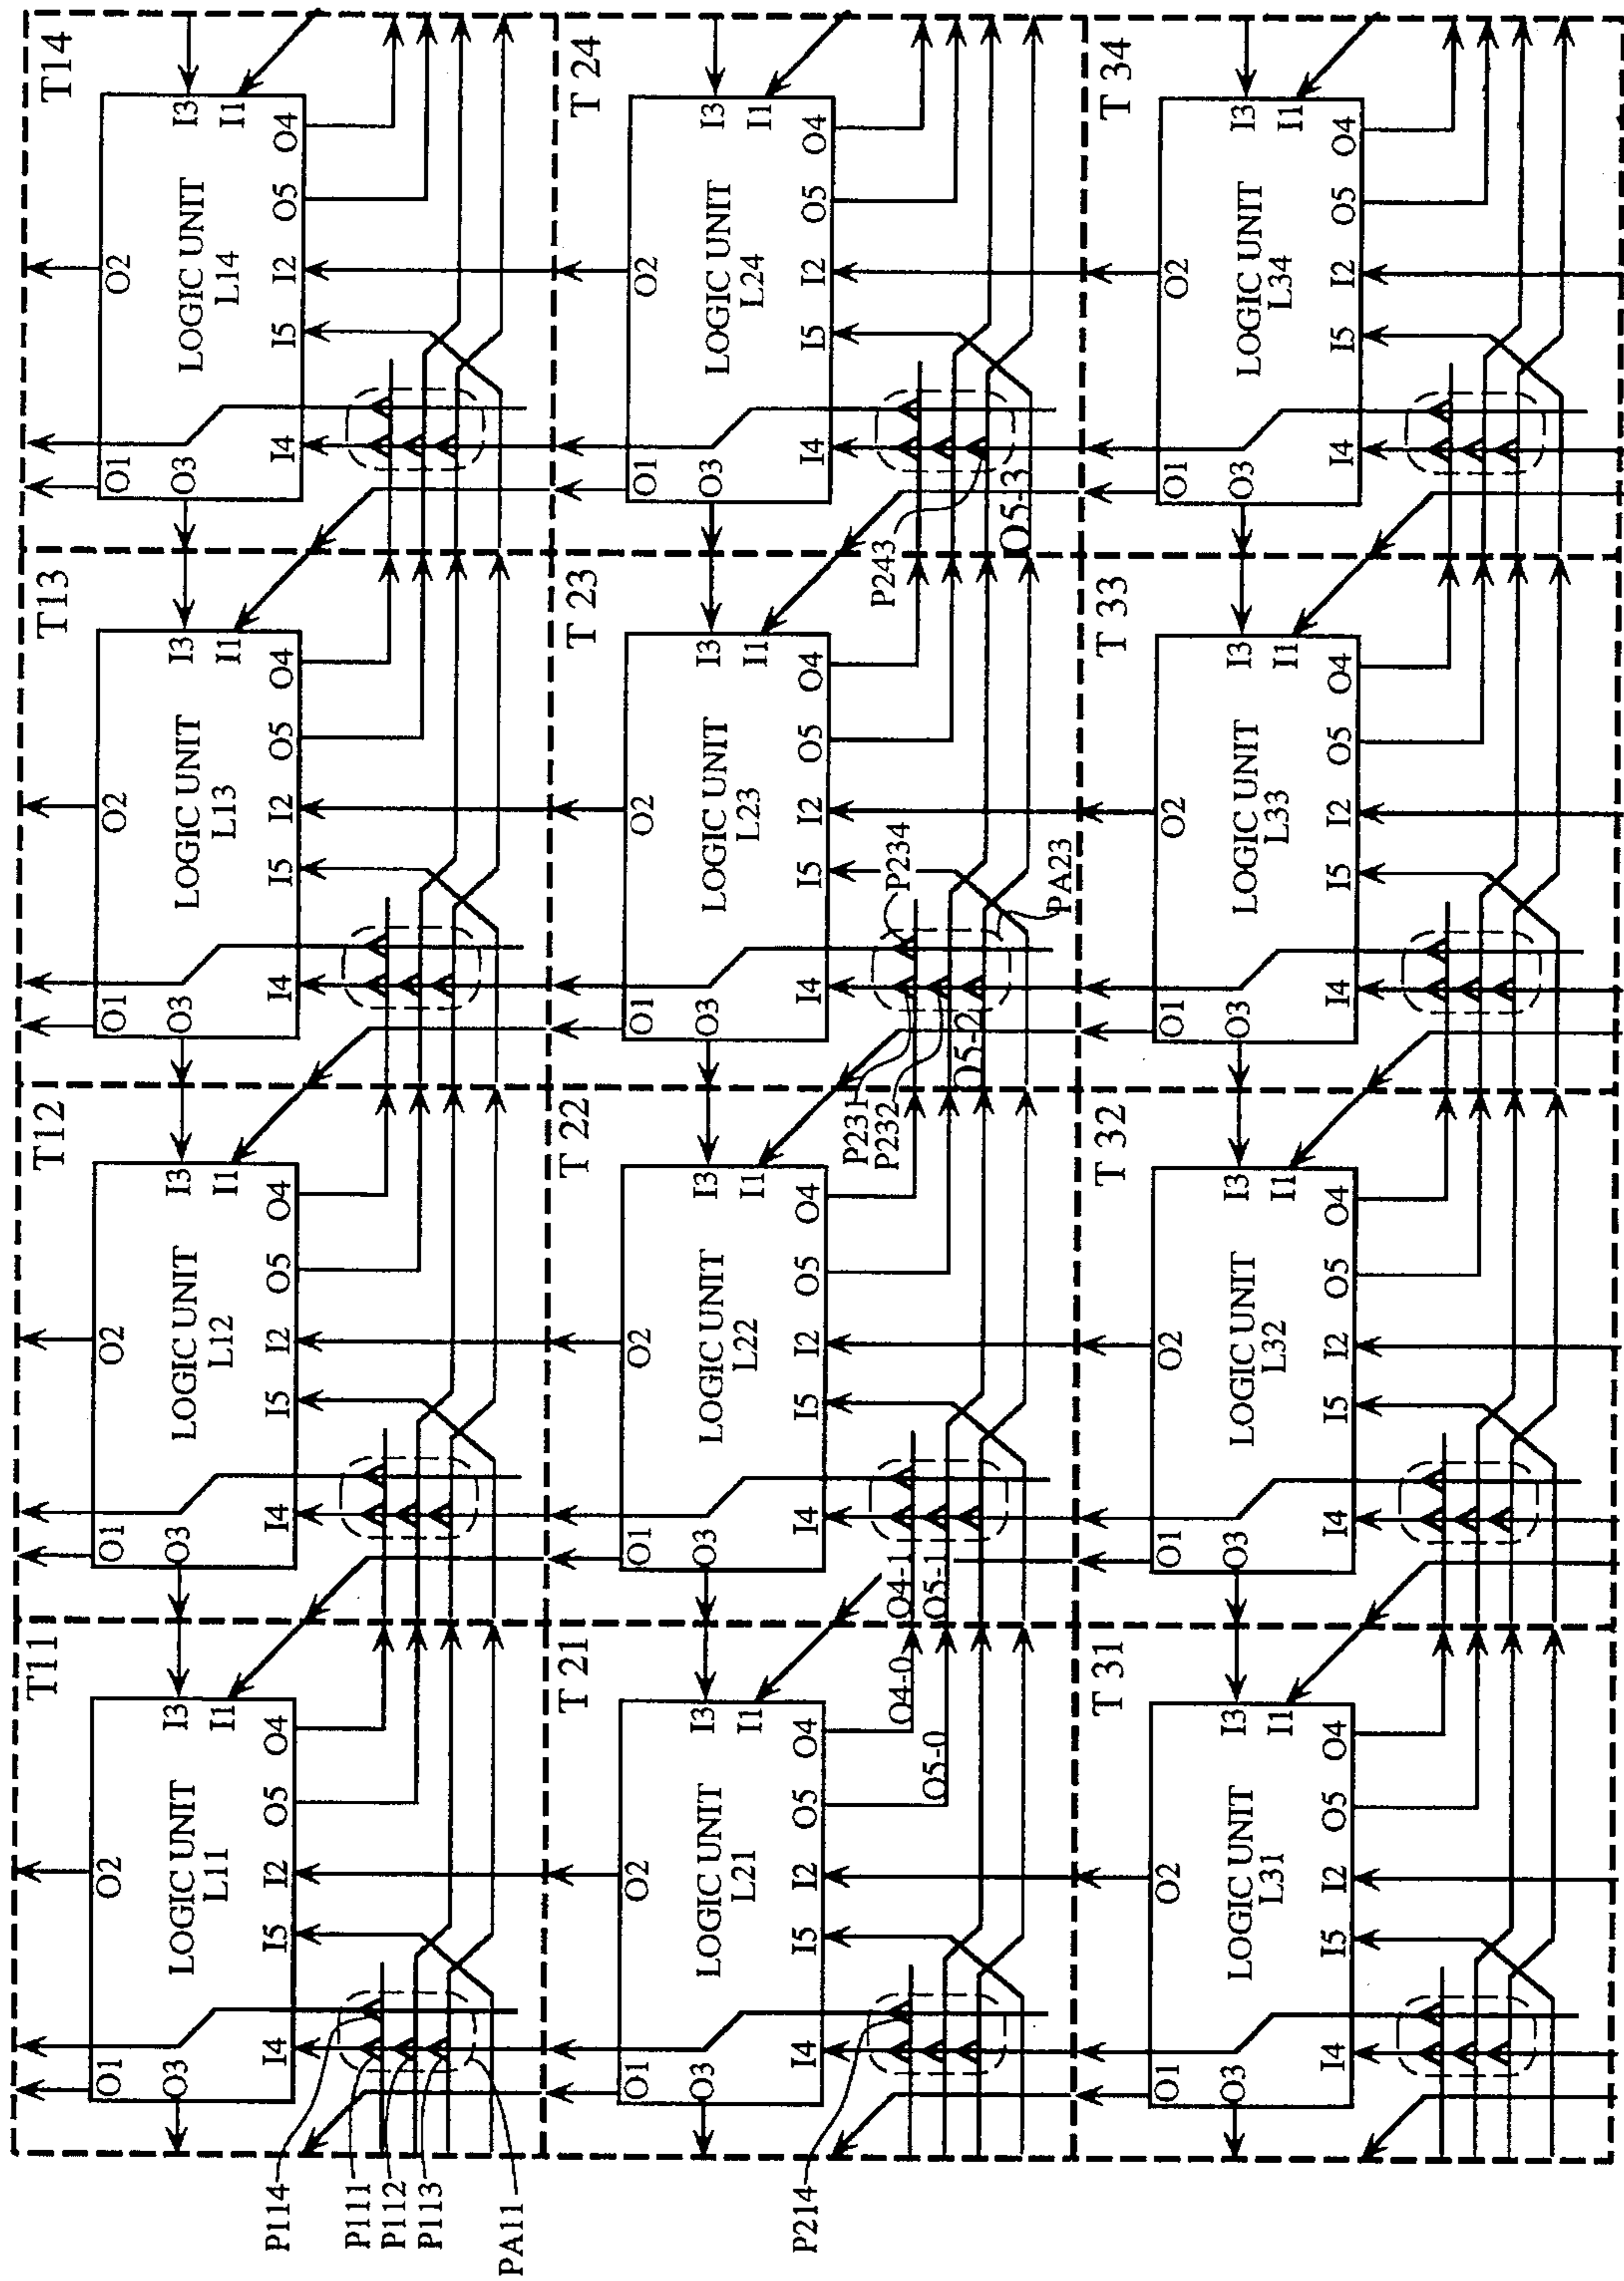 T11
O1
O2
O3
LOGIC UNIT
L11
I3
I1
I4
I5
I2
O5
O4
P114
P111
P112
P113
PA11
T12
O1
O2
O3
LOGIC UNIT
L12
I3
I1
I4
I5
I2
O5
O4
T13
O1
O2
O3
LOGIC UNIT
L13
I3
I1
I4
I5
I2
O5
O4
T14
O1
O2
O3
LOGIC UNIT
L14
I3
I1
I4
I5
I2
O5
O4
T 21
O1
O2
O3
LOGIC UNIT
L21
I3
I1
I4
I5
I2
O5
O4
P214
O4-0
O5-0
T 22
O1
O2
O3
LOGIC UNIT
L22
I3
I1
I4
I5
I2
O5
O4
O4-1
O5-1
T 23
O1
O2
O3
LOGIC UNIT
L23
I3
I1
I4
I5
I2
O5
O4
P231
P232
P234
O5-2
PA23
T 24
O1
O2
O3
LOGIC UNIT
L24
I3
I1
I4
I5
I2
O5
O4
P243
O5-3
T 31
O1
O2
O3
LOGIC UNIT
L31
I3
I1
I4
I5
I2
O5
O4
T 32
O1
O2
O3
LOGIC UNIT
L32
I3
I1
I4
I5
I2
O5
O4
T 33
O1
O2
O3
LOGIC UNIT
L33
I3
I1
I4
I5
I2
O5
O4
T 34
O1
O2
O3
LOGIC UNIT
L34
I3
I1
I4
I5
I2
O5
O4